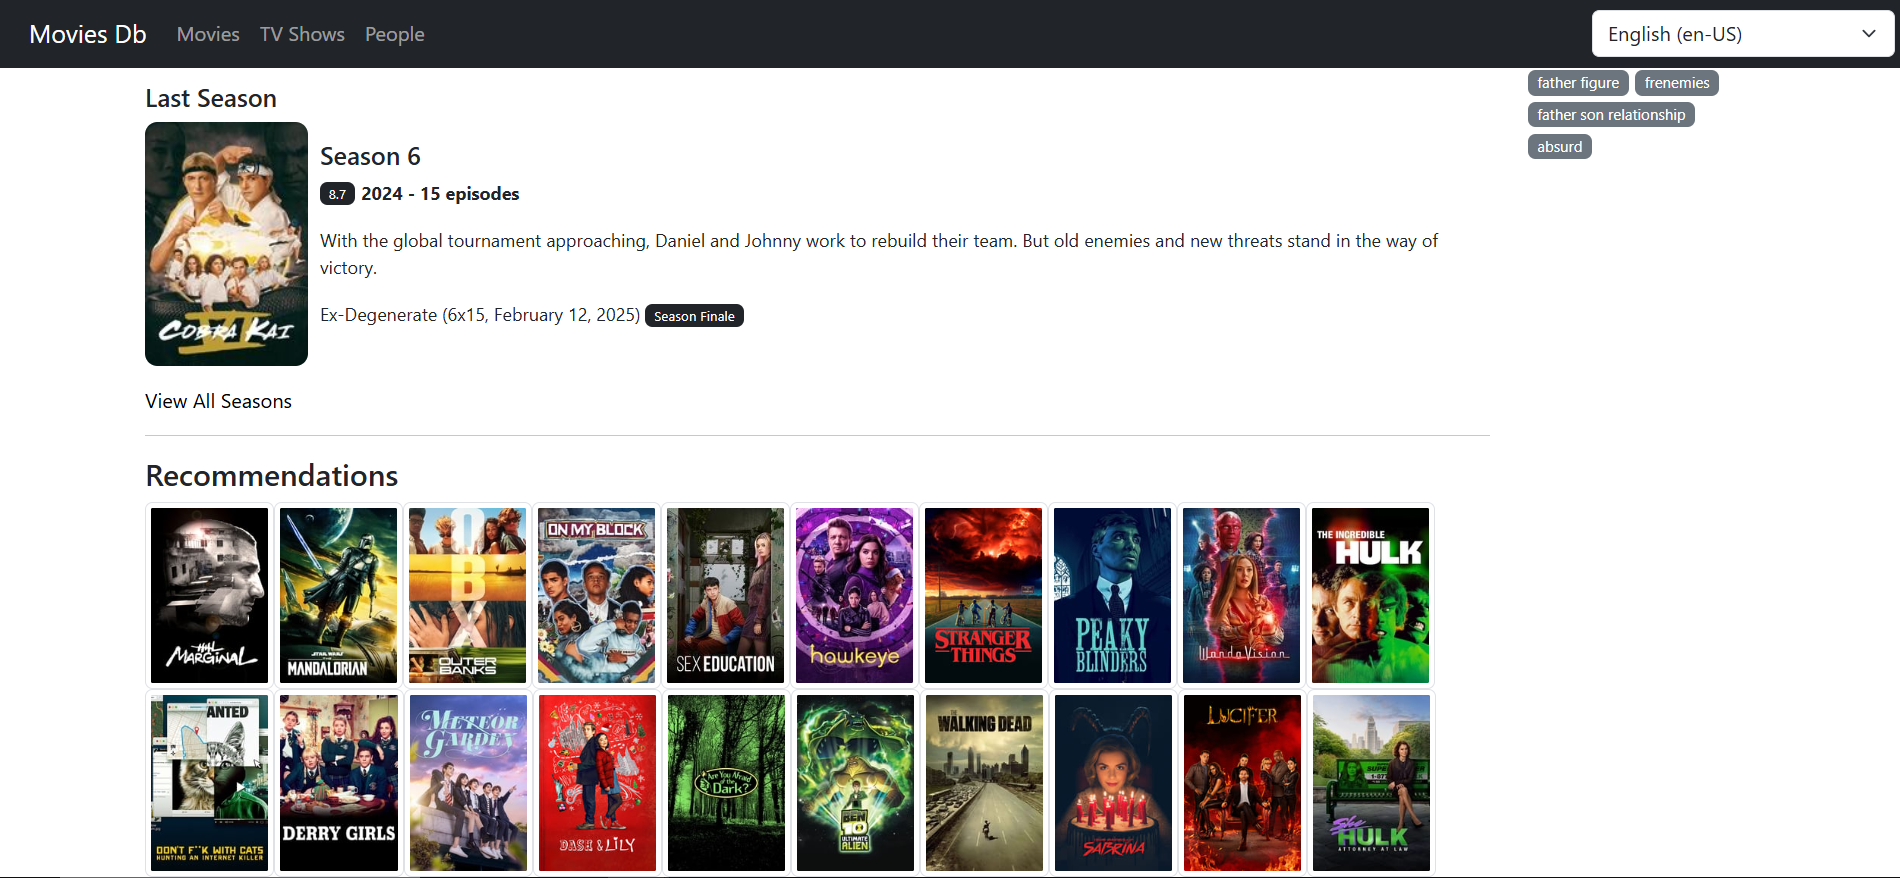 Movies Db Movies TV Shows People English (en-US)
father figure frenemies
father son relationship
absurd
Last Season
COBRA KAI
VI
Season 6
8.7 2024 - 15 episodes
With the global tournament approaching, Daniel and Johnny work to rebuild their team. But old enemies and new threats stand in the way of
victory.
Ex-Degenerate (6x15, February 12, 2025) Season Finale
View All Seasons
Recommendations
MARGINAL
STAR WARS
THE
MANDALORIAN
OBX
OUTER
BANKS
ON MY BLOCK
SEX EDUCATION
hawkeye
STRANGER
THINGS
PEAKY
BLINDERS
WandaVision
THE INCREDIBLE
HULK
WANTED
DON'T F**K WITH CATS
HUNTING AN INTERNET KILLER
DERRY GIRLS
METEOR
GARDEN
DASH & LILY
Are You Afraid
of the
Dark?
BEN
10
ULTIMATE
ALIEN
THE
WALKING DEAD
SABRINA
LUCIFER
She
HULK
ATTORNEY AT LAW